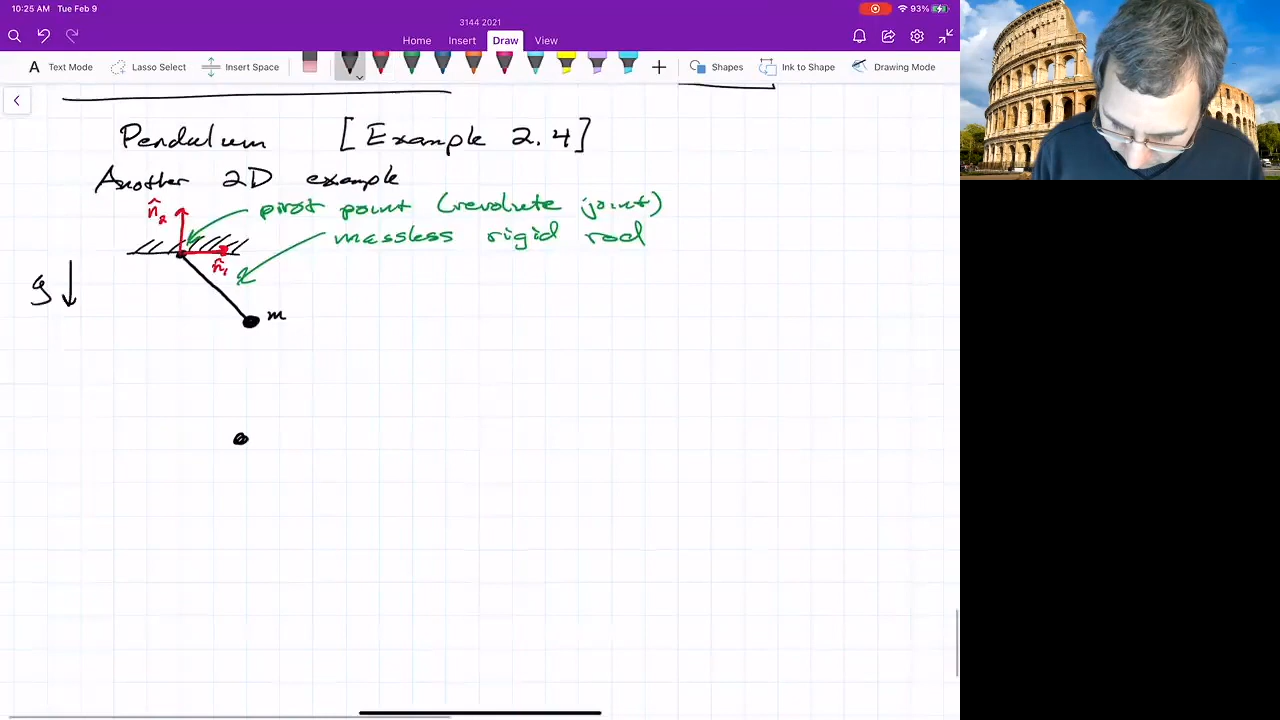 10:25 AM Tue Feb 9
93%
3144 2021
Home Insert Draw View
Text Mode Lasso Select Insert Space Shapes Ink to Shape Drawing Mode
Pendulum [Example 2.4]
Another 2D example
n̂₂ pivot point (revolute joint)
massless rigid rod
n̂₁
g
m